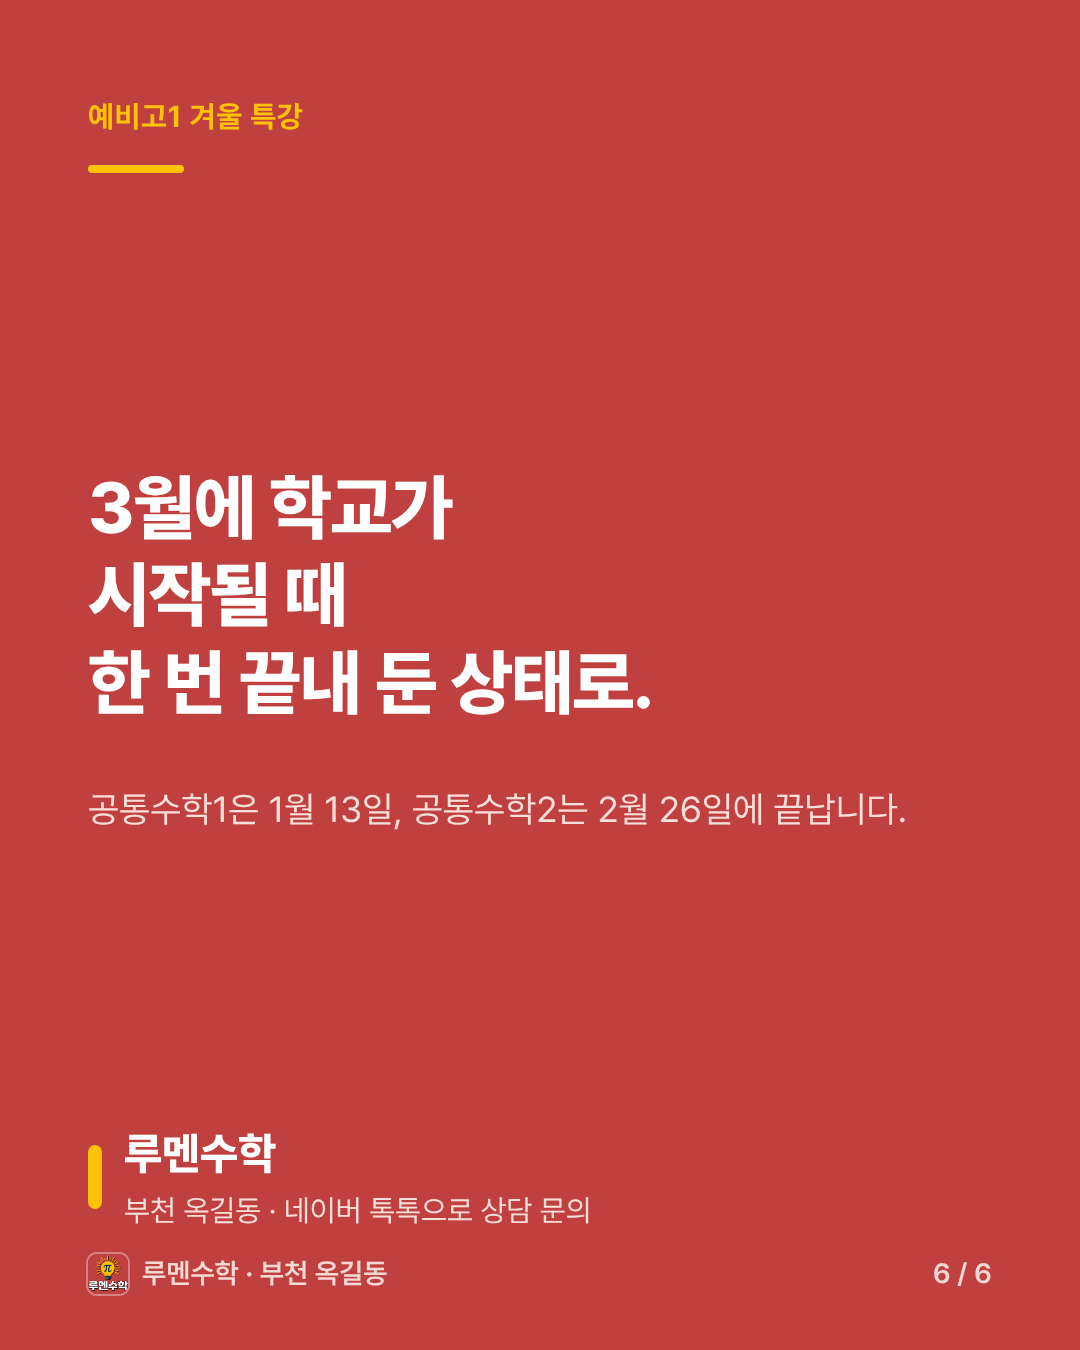 예비고1 겨울 특강
3월에 학교가
시작될 때
한 번 끝내 둔 상태로.
공통수학1은 1월 13일, 공통수학2는 2월 26일에 끝납니다.
루멘수학
부천 옥길동 · 네이버 톡톡으로 상담 문의
π
루멘수학
루멘수학 · 부천 옥길동
6 / 6